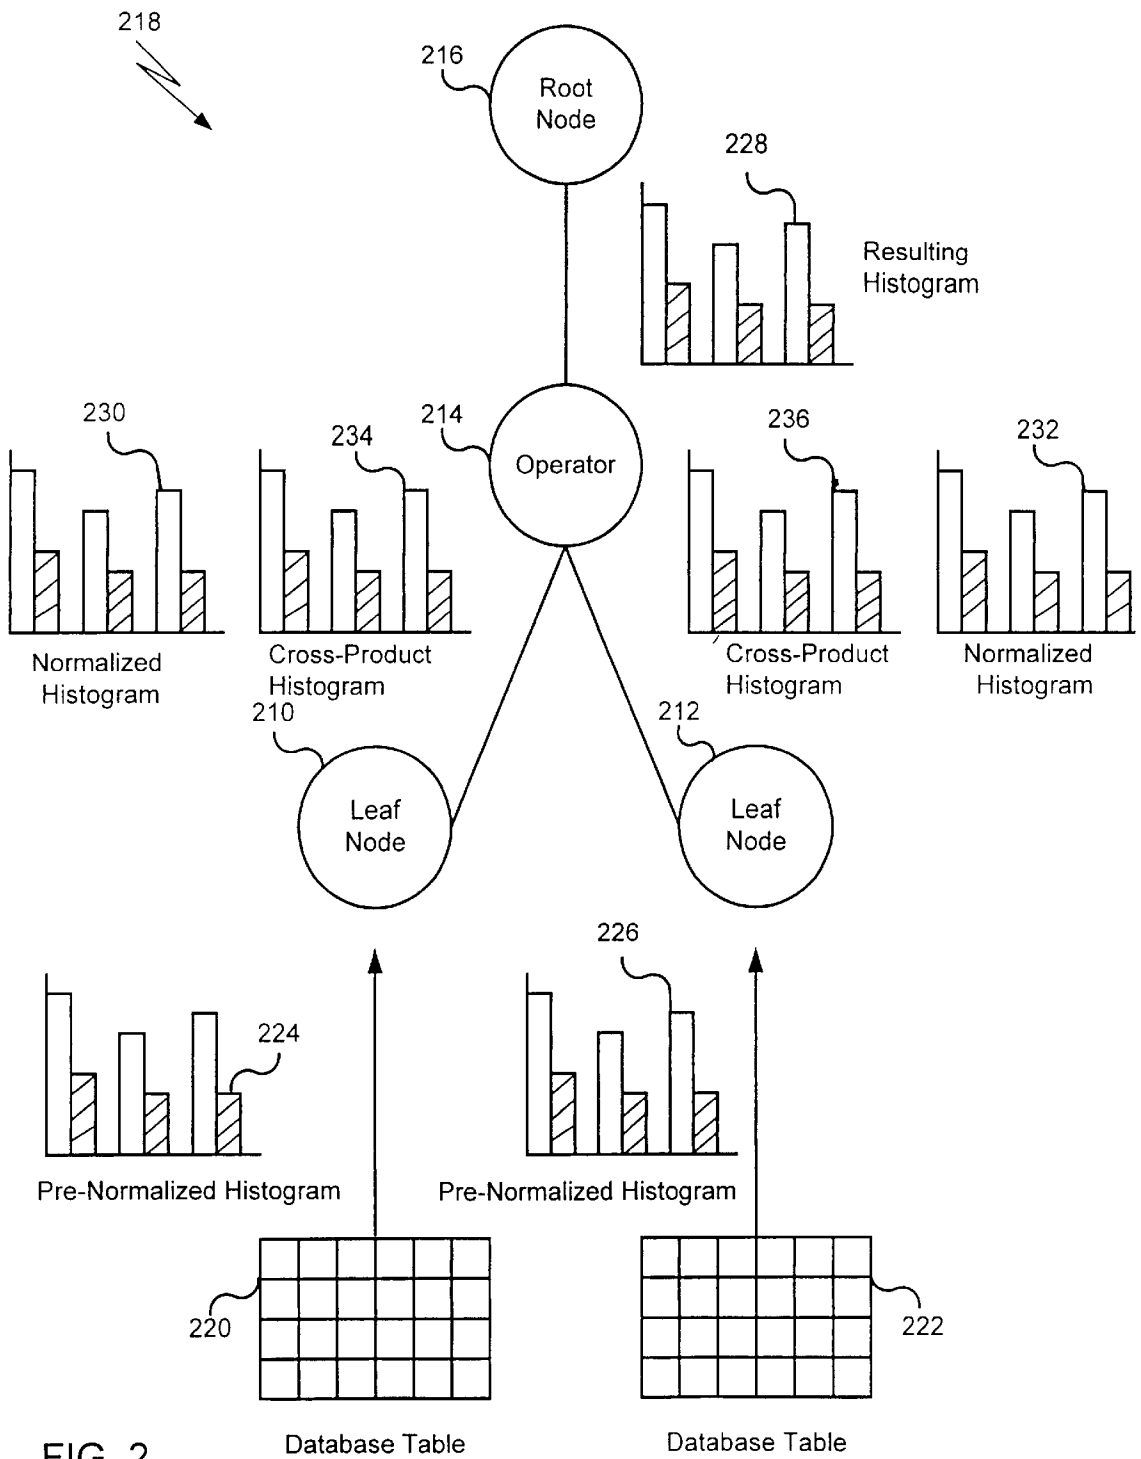 218
216
Root
Node
228
Resulting
Histogram
230
234
214
Operator
236
232
Normalized
Histogram
Cross-Product
Histogram
Cross-Product
Histogram
Normalized
Histogram
210
212
Leaf
Node
Leaf
Node
226
224
Pre-Normalized Histogram
Pre-Normalized Histogram
220
222
Database Table
Database Table
FIG. 2